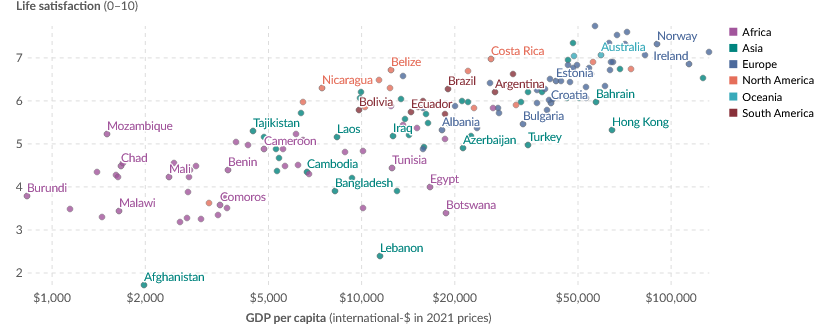 Life satisfaction (0–10)
Norway
Africa
Costa Rica
Australia
Asia
Belize
Ireland
7
Europe
Estonia
Nicaragua
Brazil
Argentina
North America
Bahrain
Oceania
Bolivia
Ecuador
Croatia
South America
6
Mozambique
Tajikistan
Laos
Iraq
Albania
Bulgaria
Hong Kong
Cameroon
Azerbaijan
Turkey
5
Chad
Mali
Benin
Cambodia
Tunisia
Burundi
Bangladesh
Egypt
4
Malawi
Comoros
Botswana
3
Lebanon
Afghanistan
2
$1,000
$2,000
$5,000
$10,000
$20,000
$50,000
$100,000
GDP per capita (international-$ in 2021 prices)